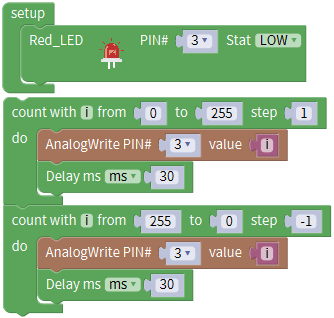 setup
Red_LED PIN# 3 Stat LOW
count with i from 0 to 255 step 1
do
AnalogWrite PIN# 3 value i
Delay ms ms 30
count with i from 255 to 0 step -1
do
AnalogWrite PIN# 3 value i
Delay ms ms 30